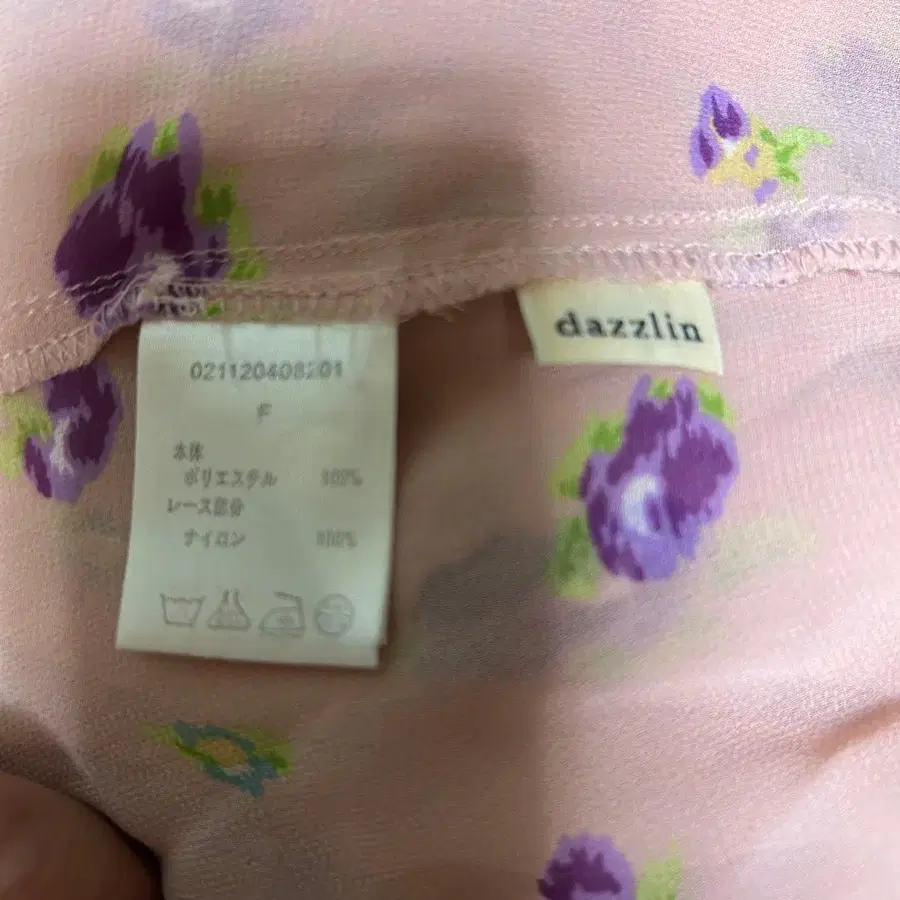 021120408201
F
本体
ポリエステル 100%
レース部分
ナイロン 100%
dazzlin